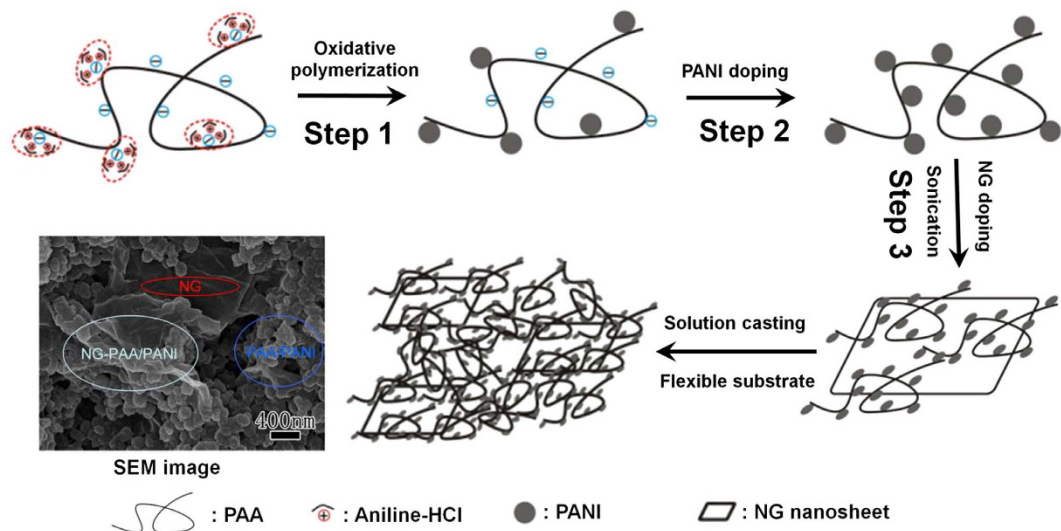 Oxidative
polymerization
Step 1
PANI doping
Step 2
NG doping
Sonication
Step 3
NG
NG-PAA/PANI
PAA/PANI
400nm
SEM image
Solution casting
Flexible substrate
: PAA
: Aniline-HCl
: PANI
: NG nanosheet